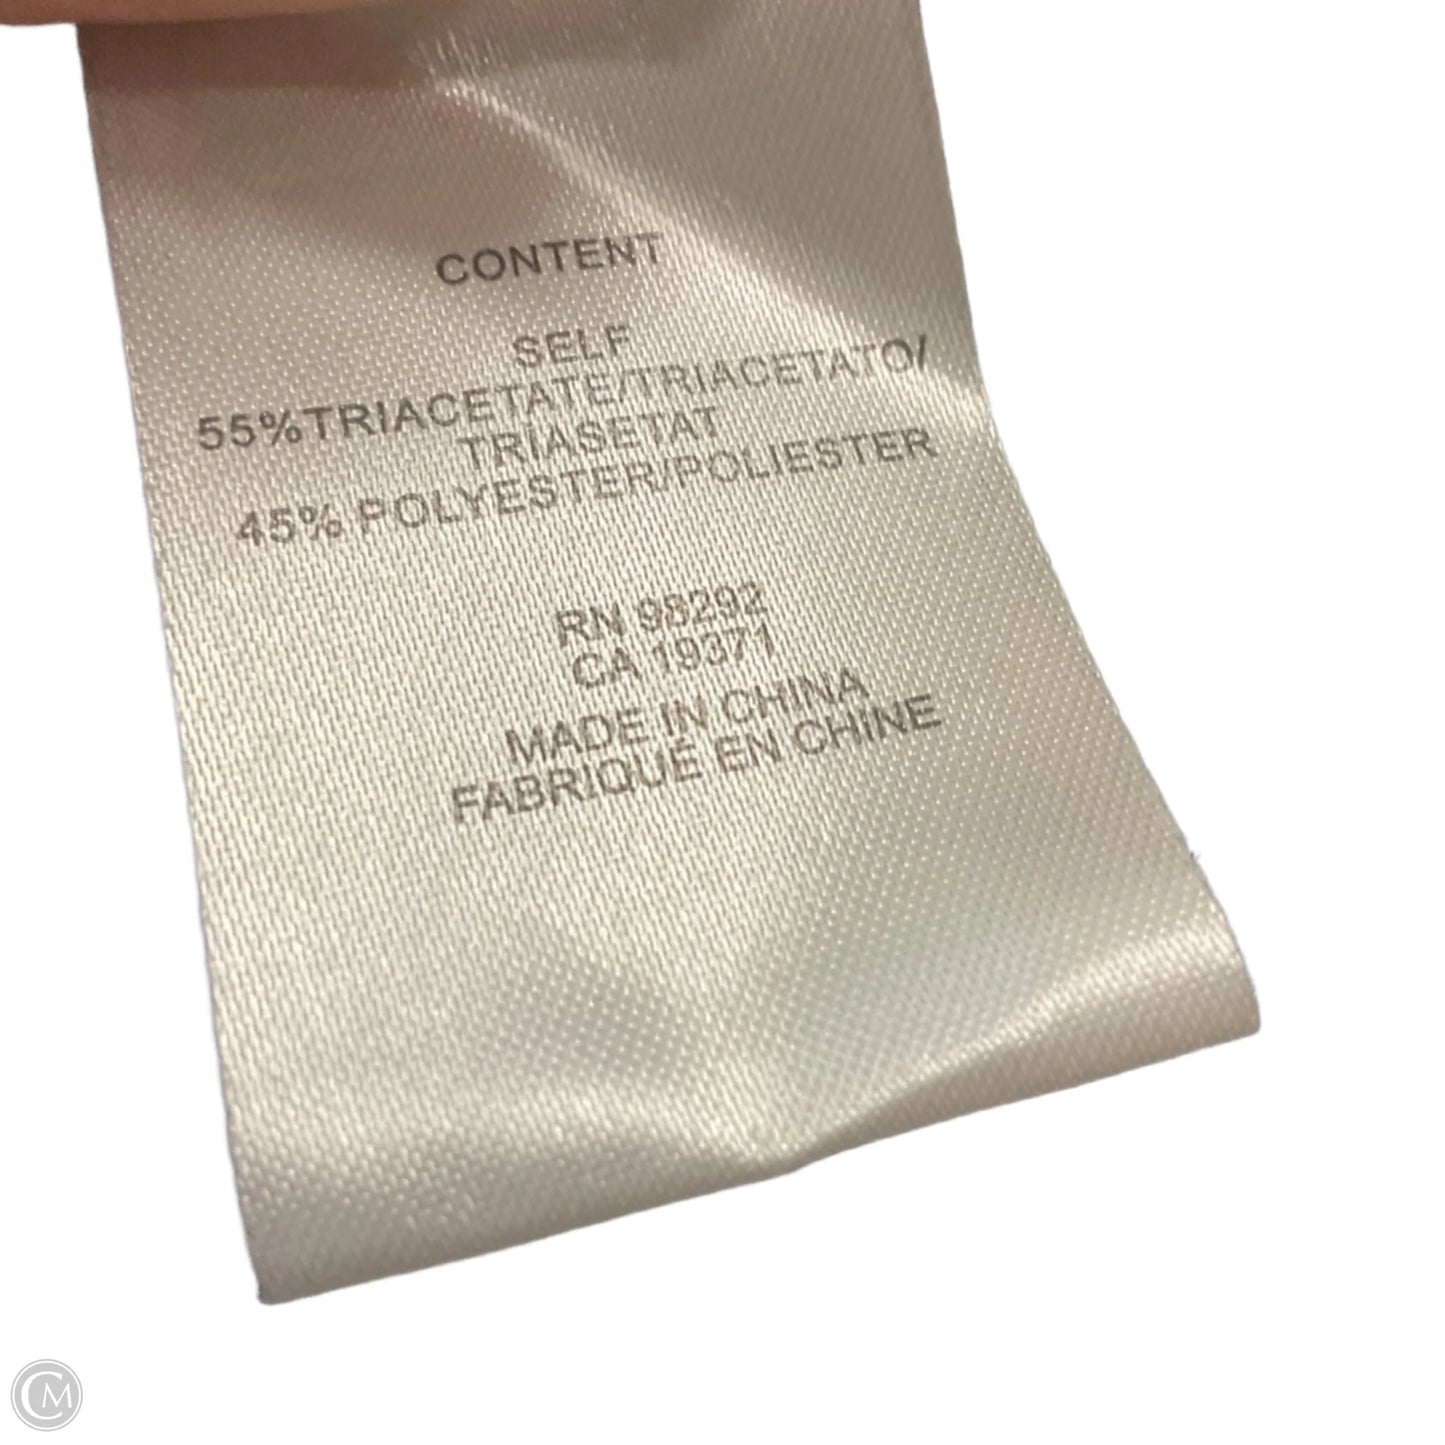 CONTENT
SELF
55%TRIACETATE/TRIACETATO/
TRIASETAT
45% POLYESTER/POLIESTER
RN 98292
CA 19371
MADE IN CHINA
FABRIQUÉ EN CHINE
CM